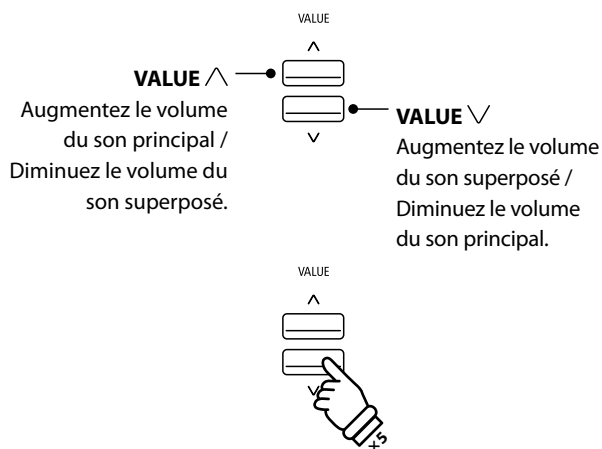 VALUE
VALUE ∧
Augmentez le volume
du son principal /
Diminuez le volume du
son superposé.
VALUE ∨
Augmentez le volume
du son superposé /
Diminuez le volume
du son principal.
VALUE
x5